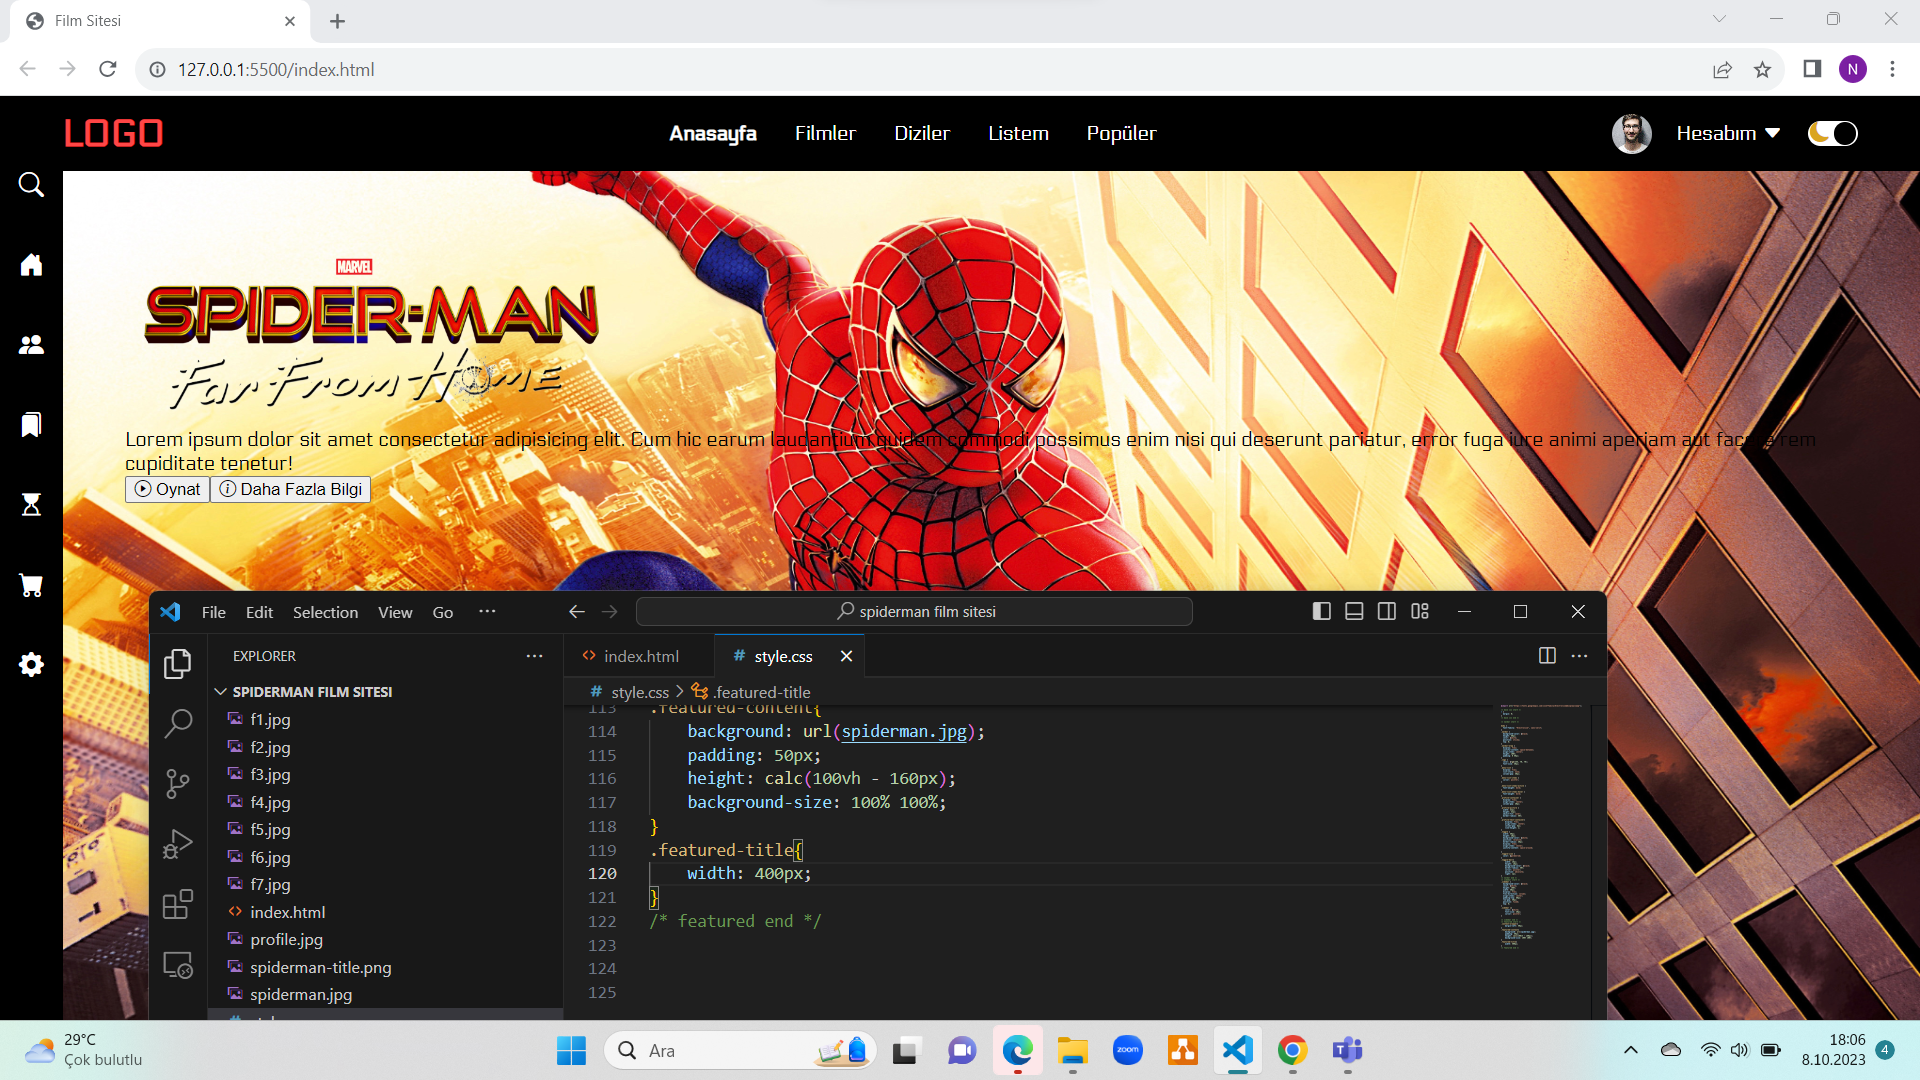 Film Sitesi
127.0.0.1:5500/index.html
N
LOGO
Anasayfa Filmler Diziler Listem Popüler
Hesabım
MARVEL
SPIDER-MAN
Far From Home
Lorem ipsum dolor sit amet consectetur adipisicing elit. Cum hic earum laudantium quidem commodi possimus enim nisi qui deserunt pariatur, error fuga iure animi aperiam aut facere rem
cupiditate tenetur!
Oynat Daha Fazla Bilgi
File Edit Selection View Go ...
spiderman film sitesi
EXPLORER
index.html
style.css
SPIDERMAN FILM SITESI
style.css > .featured-title
f1.jpg
f2.jpg
f3.jpg
f4.jpg
f5.jpg
f6.jpg
f7.jpg
index.html
profile.jpg
spiderman-title.png
spiderman.jpg
113 .featured-content{
114 background: url(spiderman.jpg);
115 padding: 50px;
116 height: calc(100vh - 160px);
117 background-size: 100% 100%;
118 }
119 .featured-title{
120 width: 400px;
121 }
122 /* featured end */
123
124
125
29°C
Çok bulutlu
Ara
zoom
18:06
8.10.2023
4